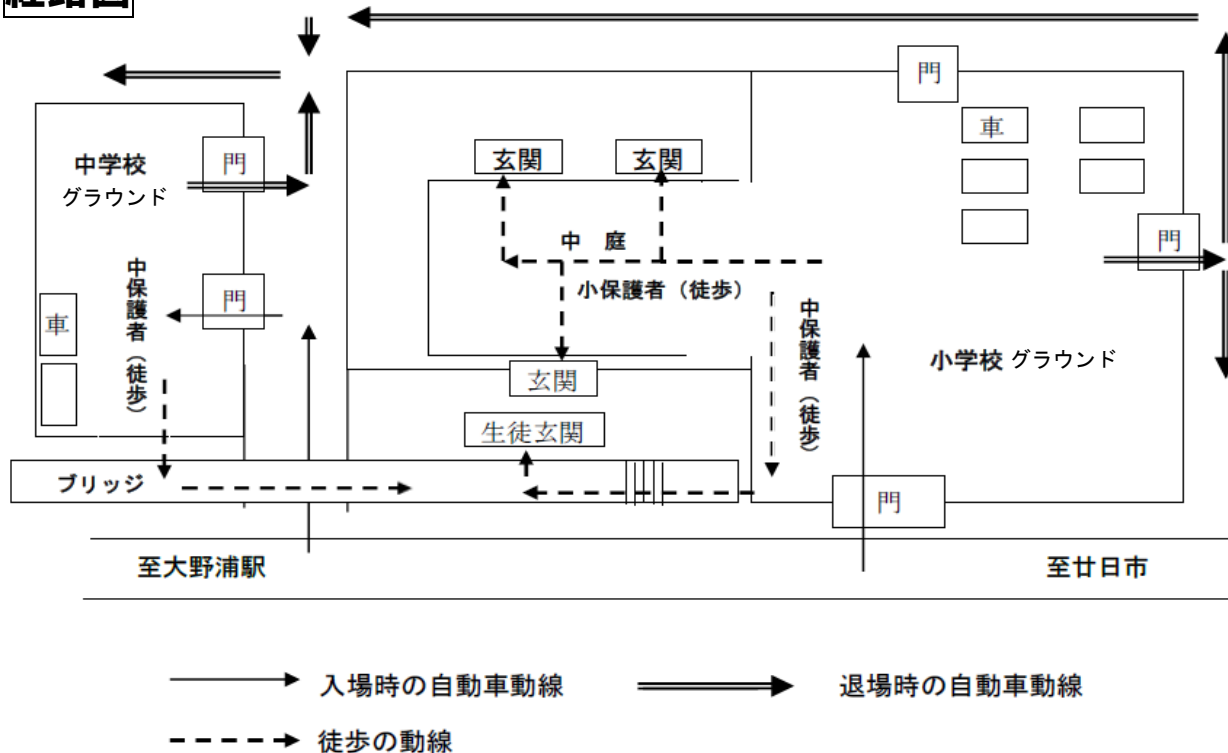 経路図
門
車
中学校
グラウンド
門
玄関
玄関
中 庭
小保護者（徒歩）
門
中保護者（徒歩）
門
車
中保護者（徒歩）
小学校 グラウンド
玄関
生徒玄関
ブリッジ
門
至大野浦駅
至廿日市
入場時の自動車動線
退場時の自動車動線
徒歩の動線